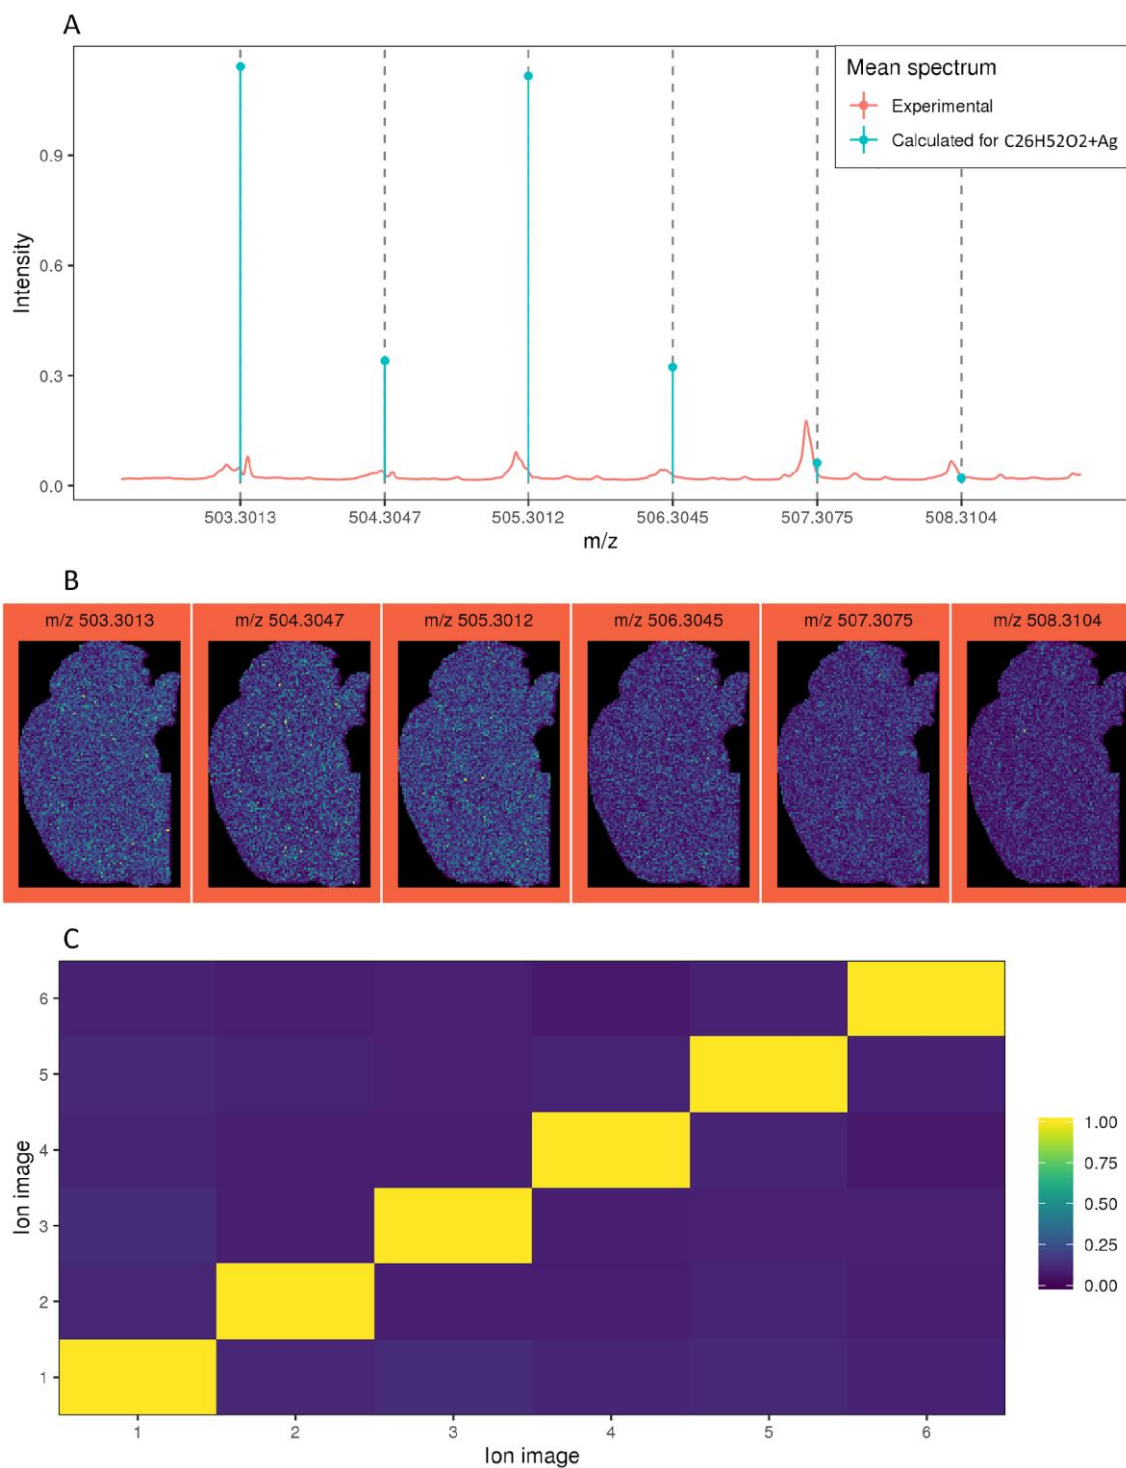 A
Mean spectrum
Experimental
Calculated for C26H52O2+Ag
0.9
0.6
0.3
0.0
Intensity
503.3013 504.3047 505.3012 506.3045 507.3075 508.3104
m/z
B
m/z 503.3013 m/z 504.3047 m/z 505.3012 m/z 506.3045 m/z 507.3075 m/z 508.3104
C
6
5
4
3
2
1
Ion image
1.00
0.75
0.50
0.25
0.00
1 2 3 4 5 6
Ion image